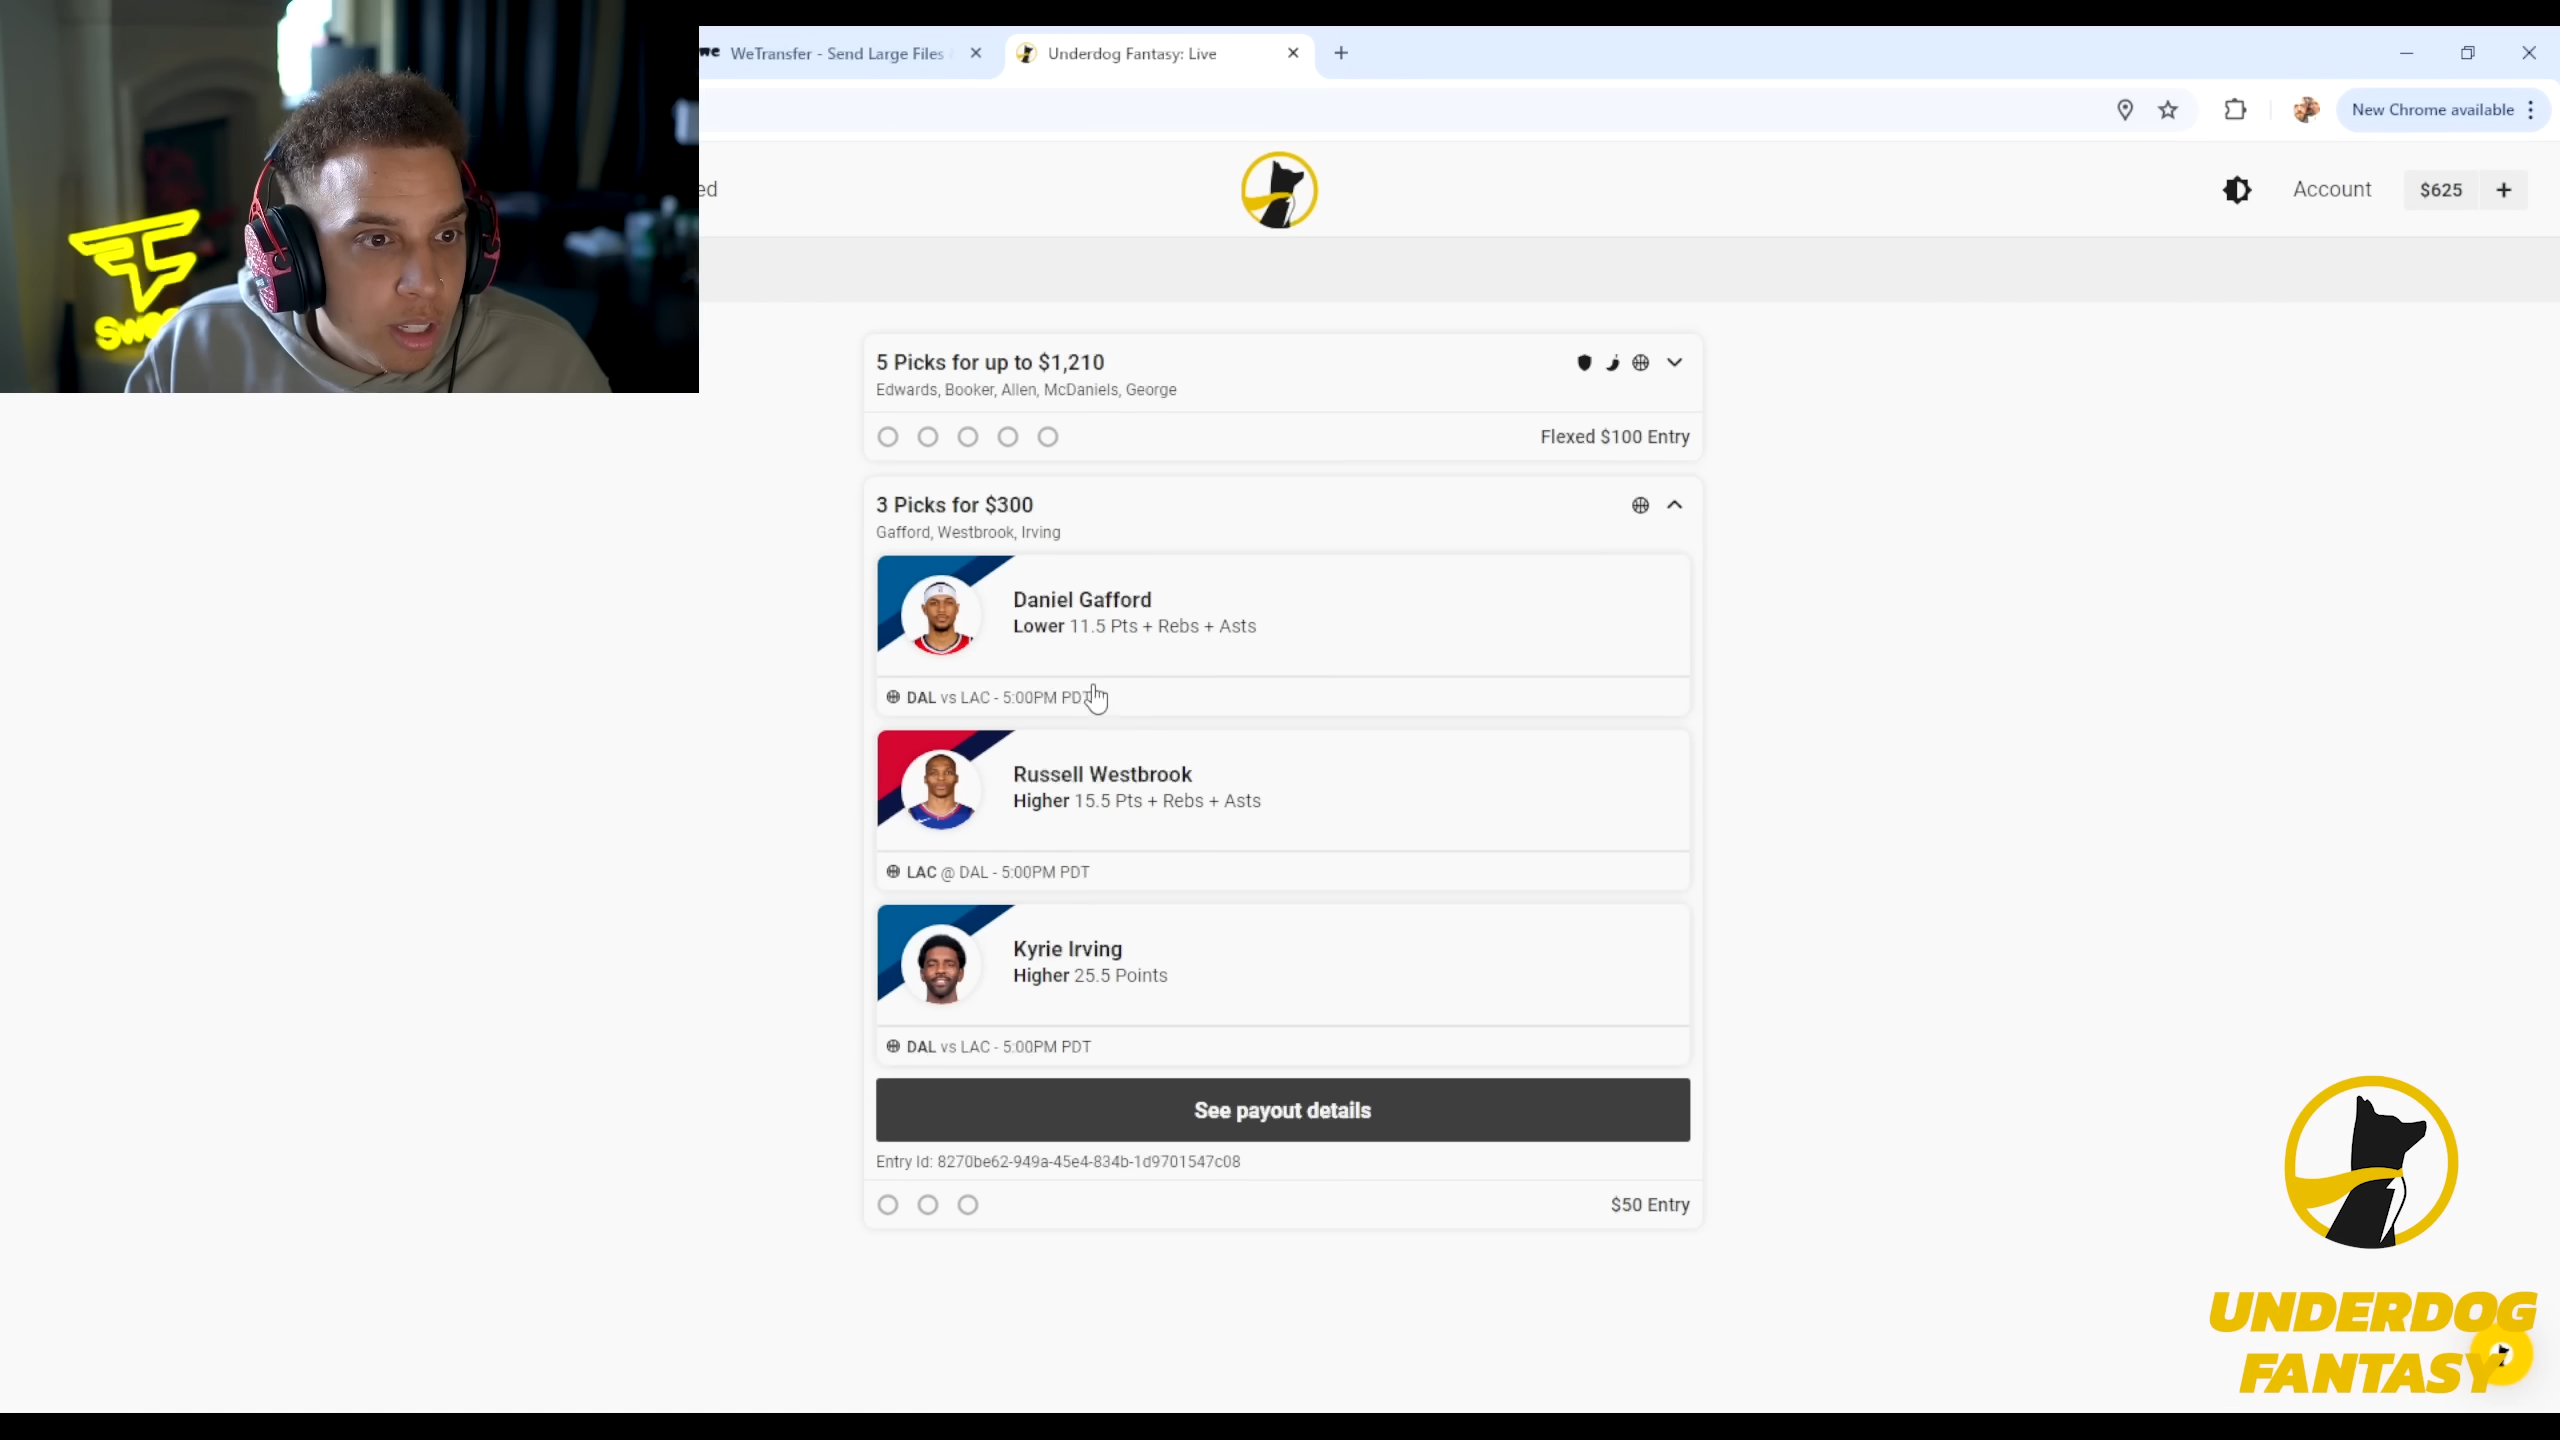 WeTransfer - Send Large Files
Underdog Fantasy: Live
New Chrome available
ed
Account
$625
+
5 Picks for up to $1,210
Edwards, Booker, Allen, McDaniels, George
Flexed $100 Entry
3 Picks for $300
Gafford, Westbrook, Irving
Daniel Gafford
Lower 11.5 Pts + Rebs + Asts
DAL vs LAC - 5:00PM PDT
Russell Westbrook
Higher 15.5 Pts + Rebs + Asts
LAC @ DAL - 5:00PM PDT
Kyrie Irving
Higher 25.5 Points
DAL vs LAC - 5:00PM PDT
See payout details
Entry Id: 8270be62-949a-45e4-834b-1d9701547c08
$50 Entry
UNDERDOG
FANTASY